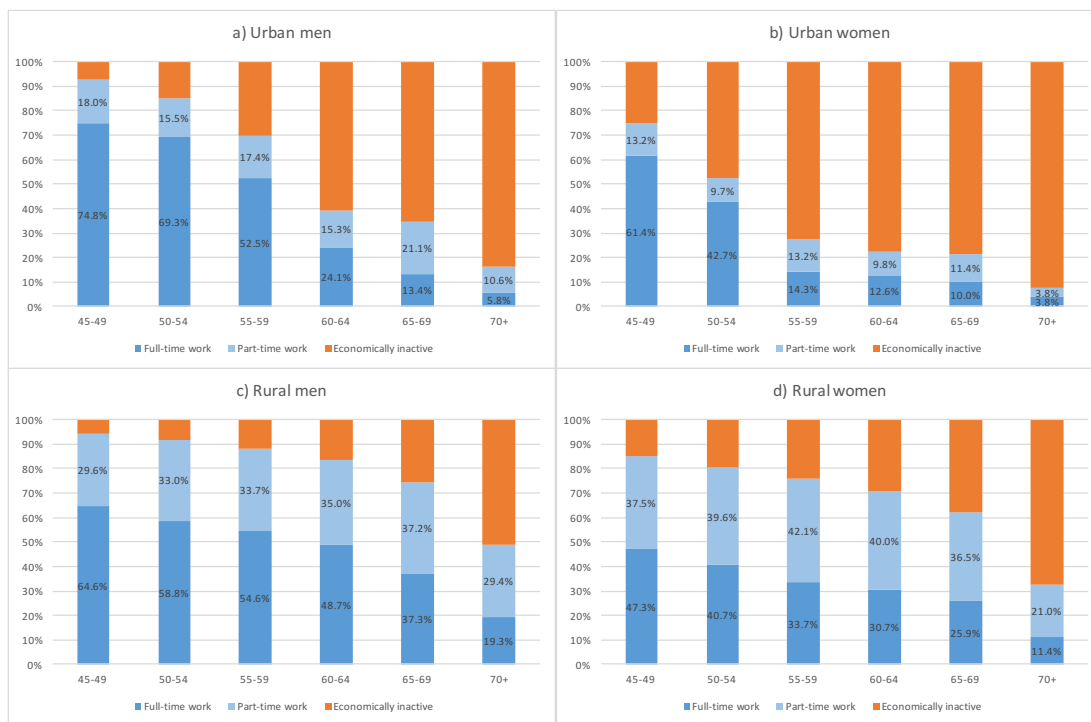 a) Urban men
100%
90%
80%
70%
60%
50%
40%
30%
20%
10%
0%
18.0% 15.5% 17.4% 15.3% 21.1% 10.6%
74.8% 69.3% 52.5% 24.1% 13.4% 5.8%
45-49 50-54 55-59 60-64 65-69 70+
Full-time work Part-time work Economically inactive
b) Urban women
100%
90%
80%
70%
60%
50%
40%
30%
20%
10%
0%
13.2% 9.7% 13.2% 9.8% 11.4% 3.8%
61.4% 42.7% 14.3% 12.6% 10.0% 3.8%
45-49 50-54 55-59 60-64 65-69 70+
Full-time work Part-time work Economically inactive
c) Rural men
100%
90%
80%
70%
60%
50%
40%
30%
20%
10%
0%
29.6% 33.0% 33.7% 35.0% 37.2% 29.4%
64.6% 58.8% 54.6% 48.7% 37.3% 19.3%
45-49 50-54 55-59 60-64 65-69 70+
Full-time work Part-time work Economically inactive
d) Rural women
100%
90%
80%
70%
60%
50%
40%
30%
20%
10%
0%
37.5% 39.6% 42.1% 40.0% 36.5% 21.0%
47.3% 40.7% 33.7% 30.7% 25.9% 11.4%
45-49 50-54 55-59 60-64 65-69 70+
Full-time work Part-time work Economically inactive